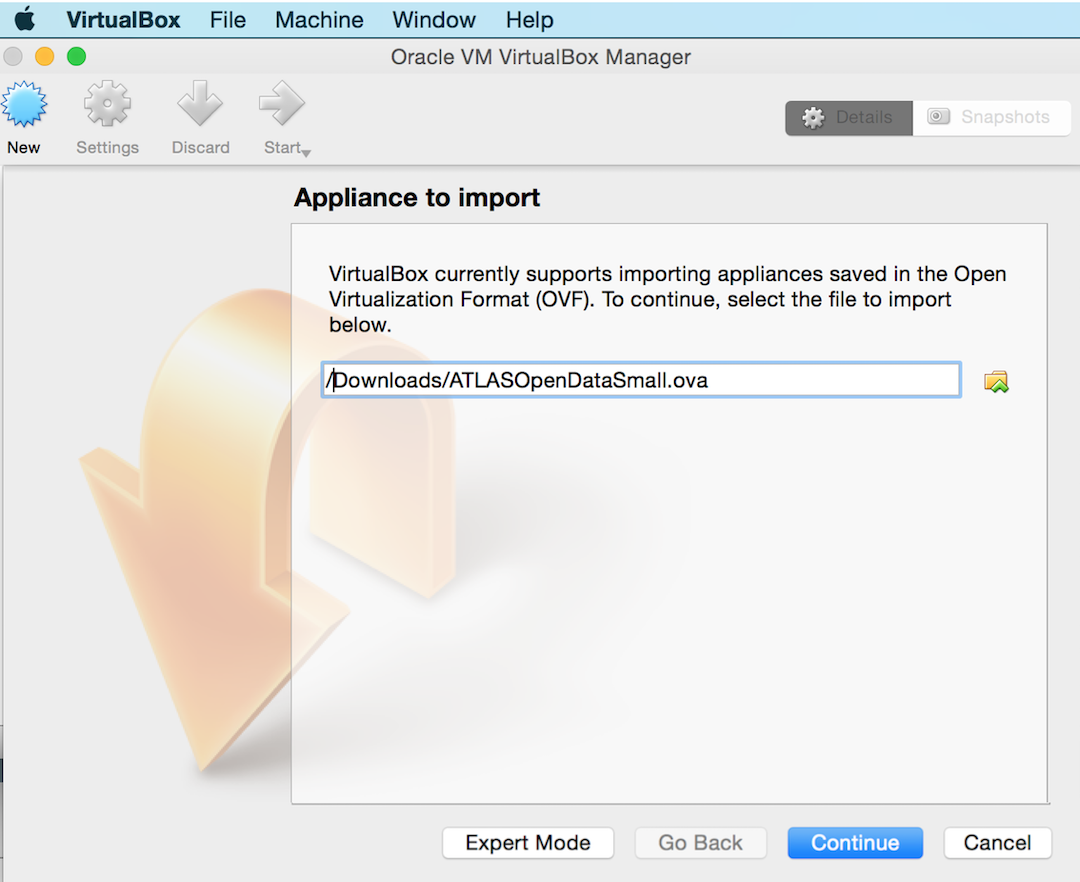 VirtualBox File Machine Window Help
Oracle VM VirtualBox Manager
New Settings Discard Start
Details Snapshots
Appliance to import
VirtualBox currently supports importing appliances saved in the Open
Virtualization Format (OVF). To continue, select the file to import
below.
/Downloads/ATLASOpenDataSmall.ova
Expert Mode Go Back Continue Cancel